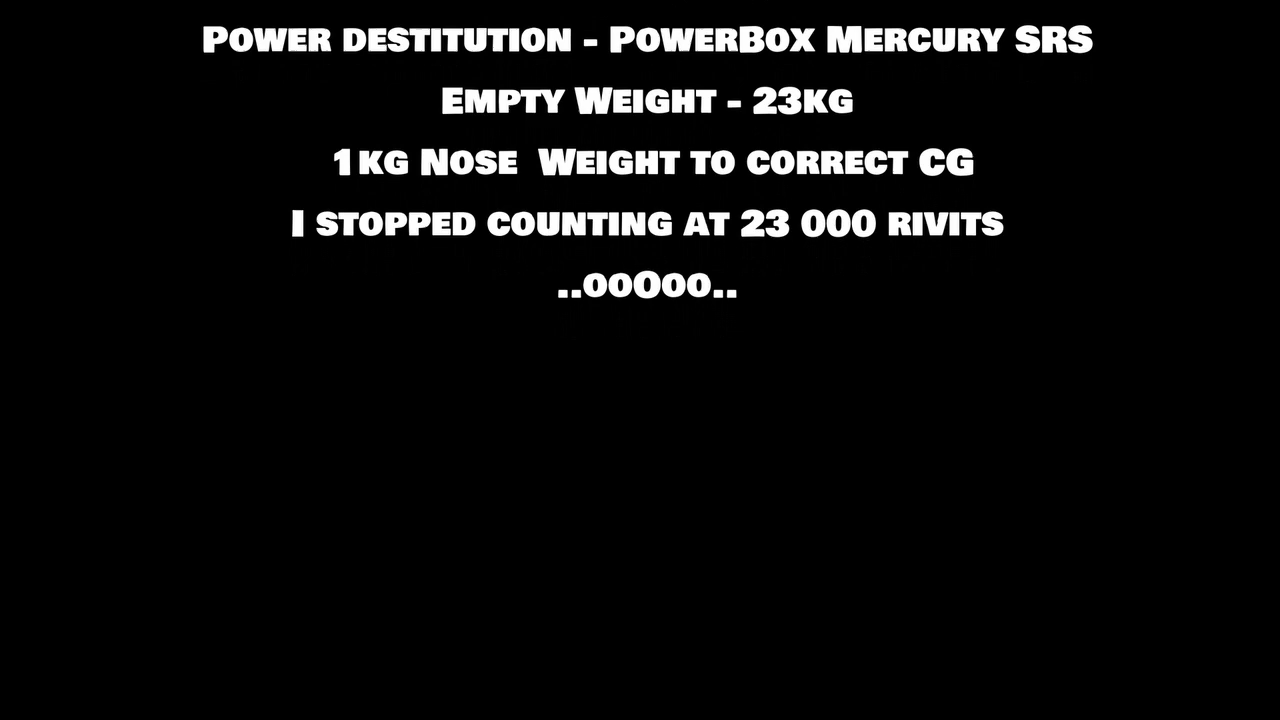 Power destitution - PowerBox Mercury SRS
Empty Weight - 23kg
1kg Nose  Weight to correct CG
I stopped counting at 23 000 rivits
..ooOoo..